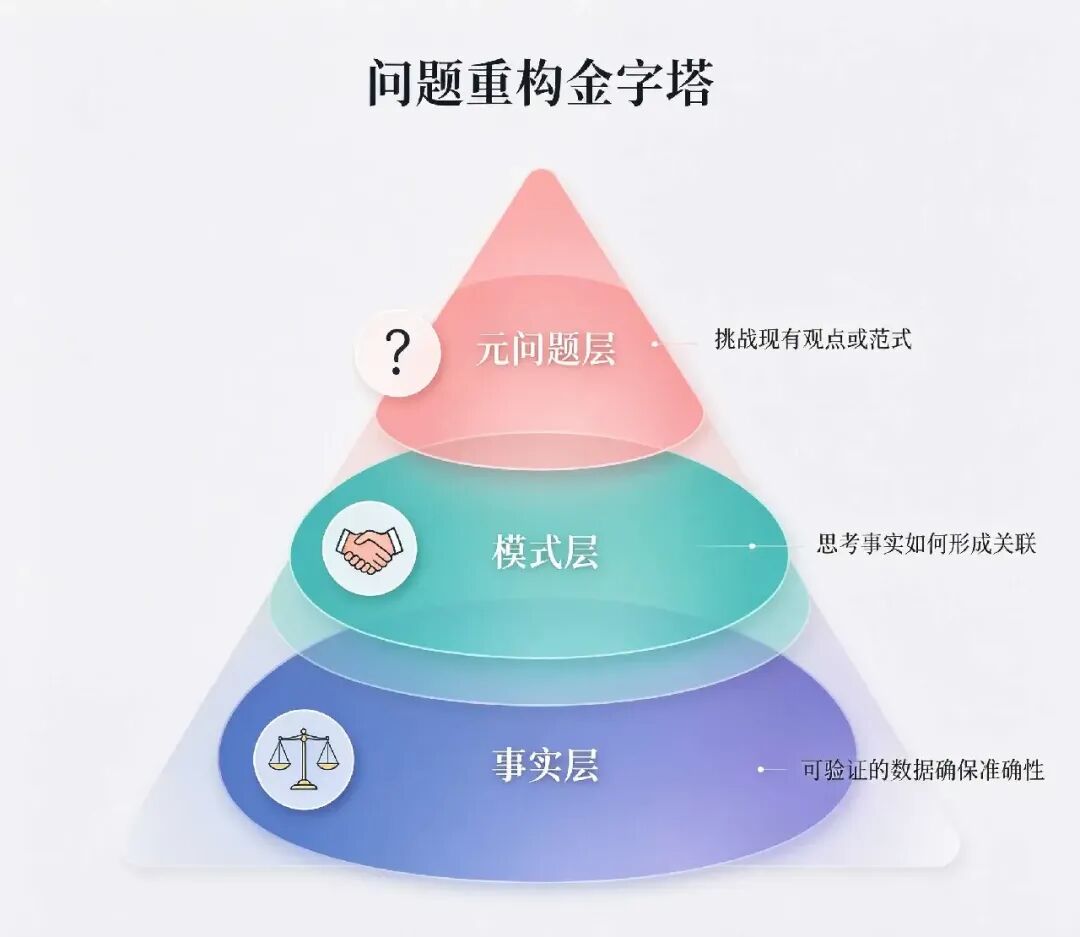 问题重构金字塔
?
元问题层
挑战现有观点或范式
模式层
思考事实如何形成关联
事实层
可验证的数据确保准确性